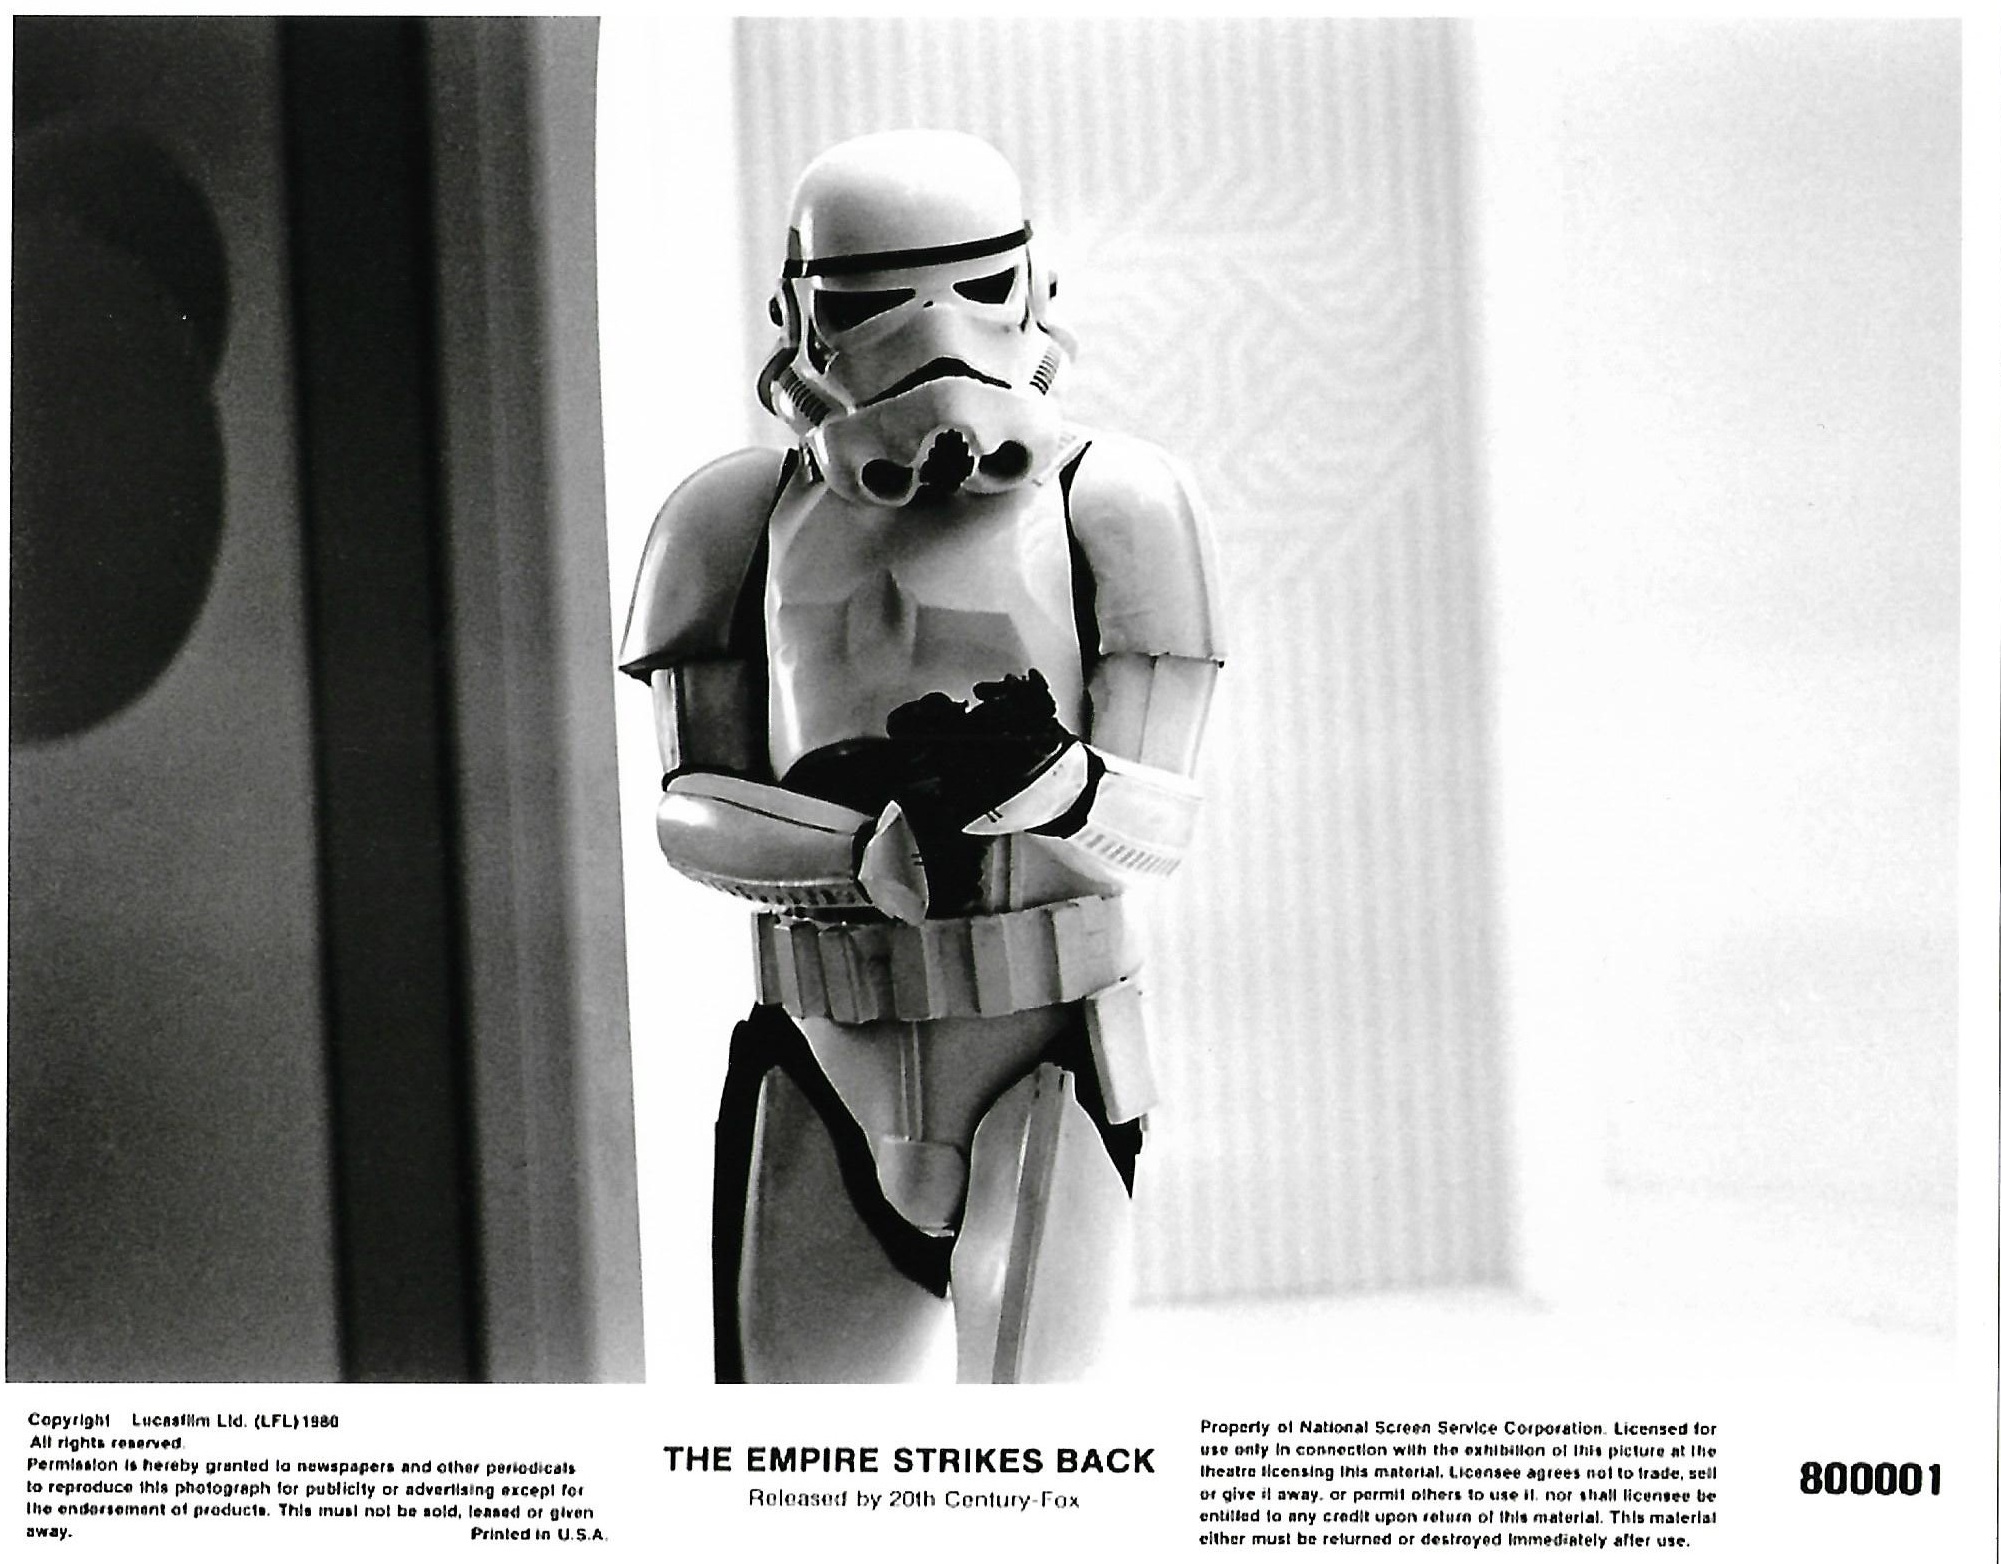 Copyright Lucasfilm Ltd. (LFL) 1980
All rights reserved.
Permission is hereby granted to newspapers and other periodicals
to reproduce this photograph for publicity or advertising except for
the endorsement of products. This must not be sold, leased or given
away. Printed in U.S.A.
THE EMPIRE STRIKES BACK
Released by 20th Century-Fox
Property of National Screen Service Corporation. Licensed for
use only in connection with the exhibition of this picture at the
theatre licensing this material. Licensee agrees not to trade, sell
or give it away, or permit others to use it, nor shall licensee be
entitled to any credit upon return of this material. This material
either must be returned or destroyed immediately after use.
800001